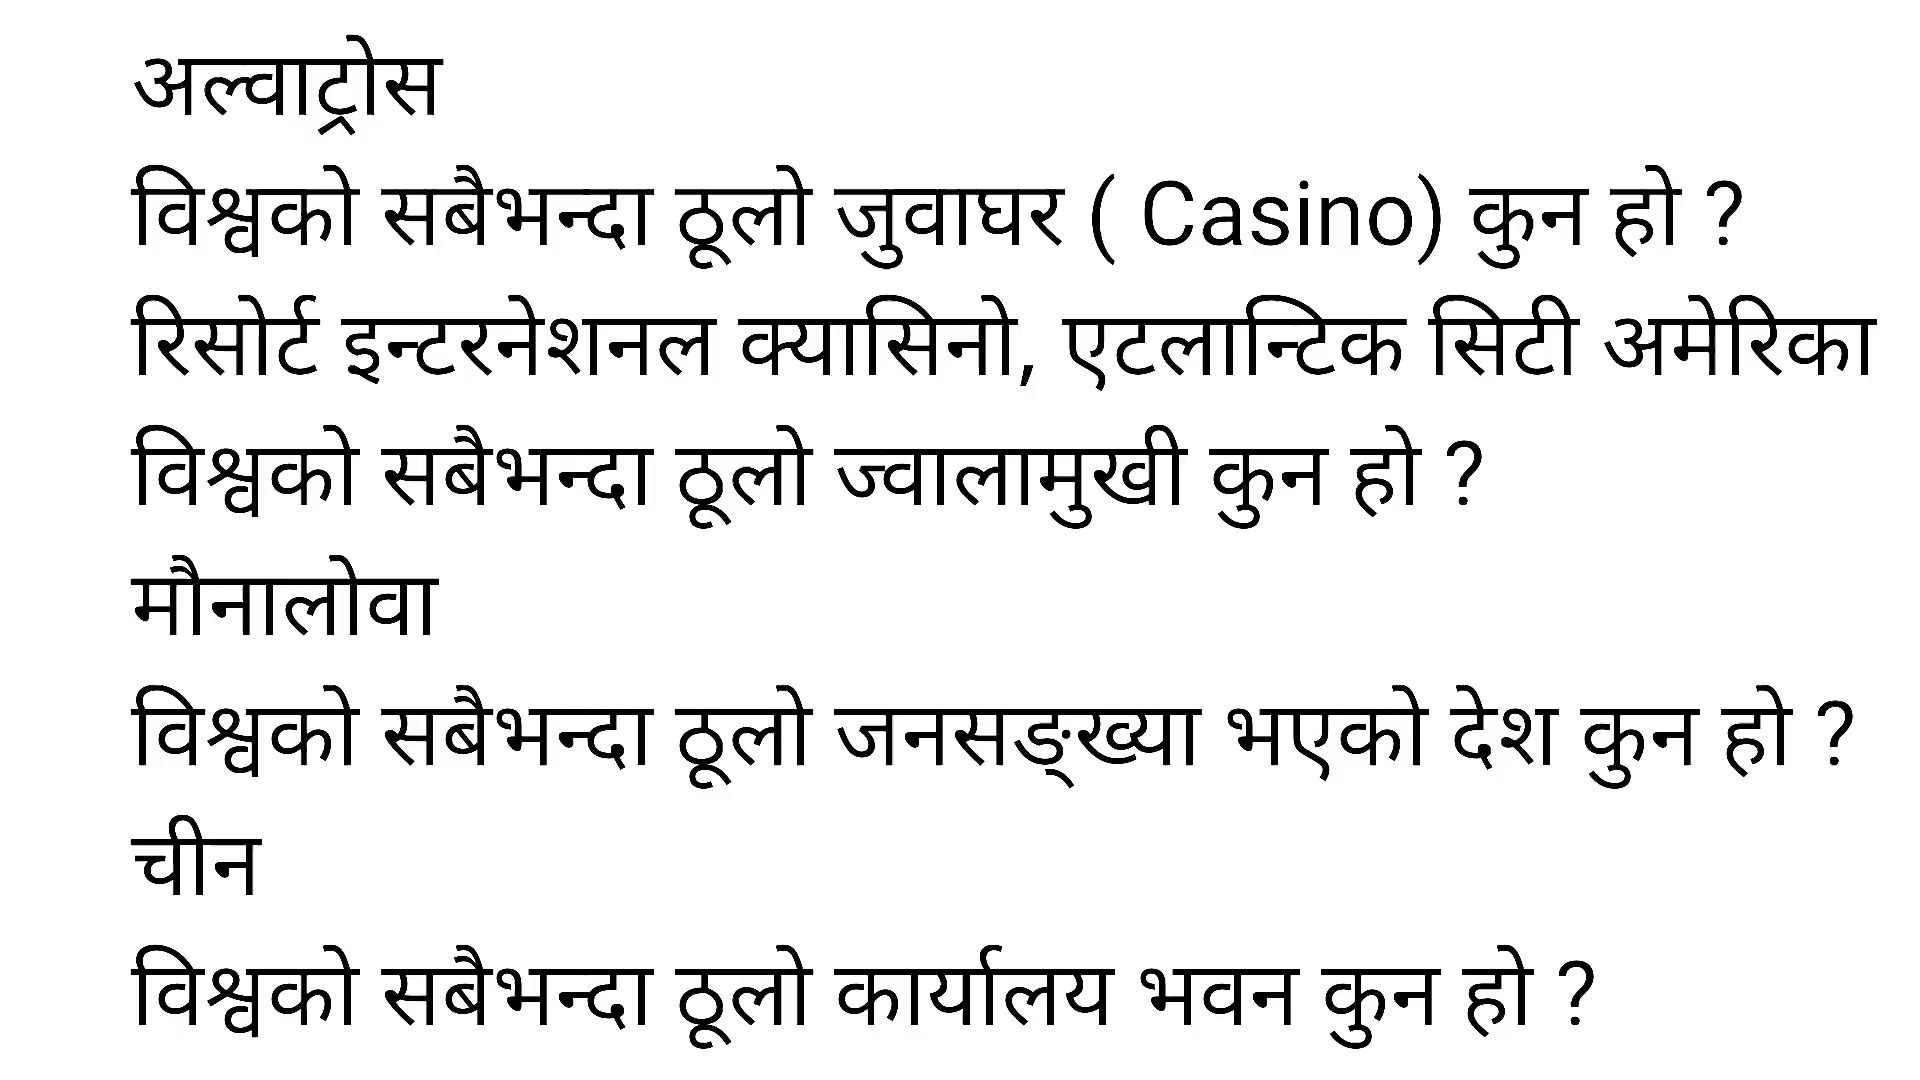 अल्वाट्रोस
विश्वको सबैभन्दा ठूलो जुवाघर ( Casino) कुन हो ?
रिसोर्ट इन्टरनेशनल क्यासिनो, एटलान्टिक सिटी अमेरिका
विश्वको सबैभन्दा ठूलो ज्वालामुखी कुन हो ?
मौनालोवा
विश्वको सबैभन्दा ठूलो जनसङ्ख्या भएको देश कुन हो ?
चीन
विश्वको सबैभन्दा ठूलो कार्यालय भवन कुन हो ?